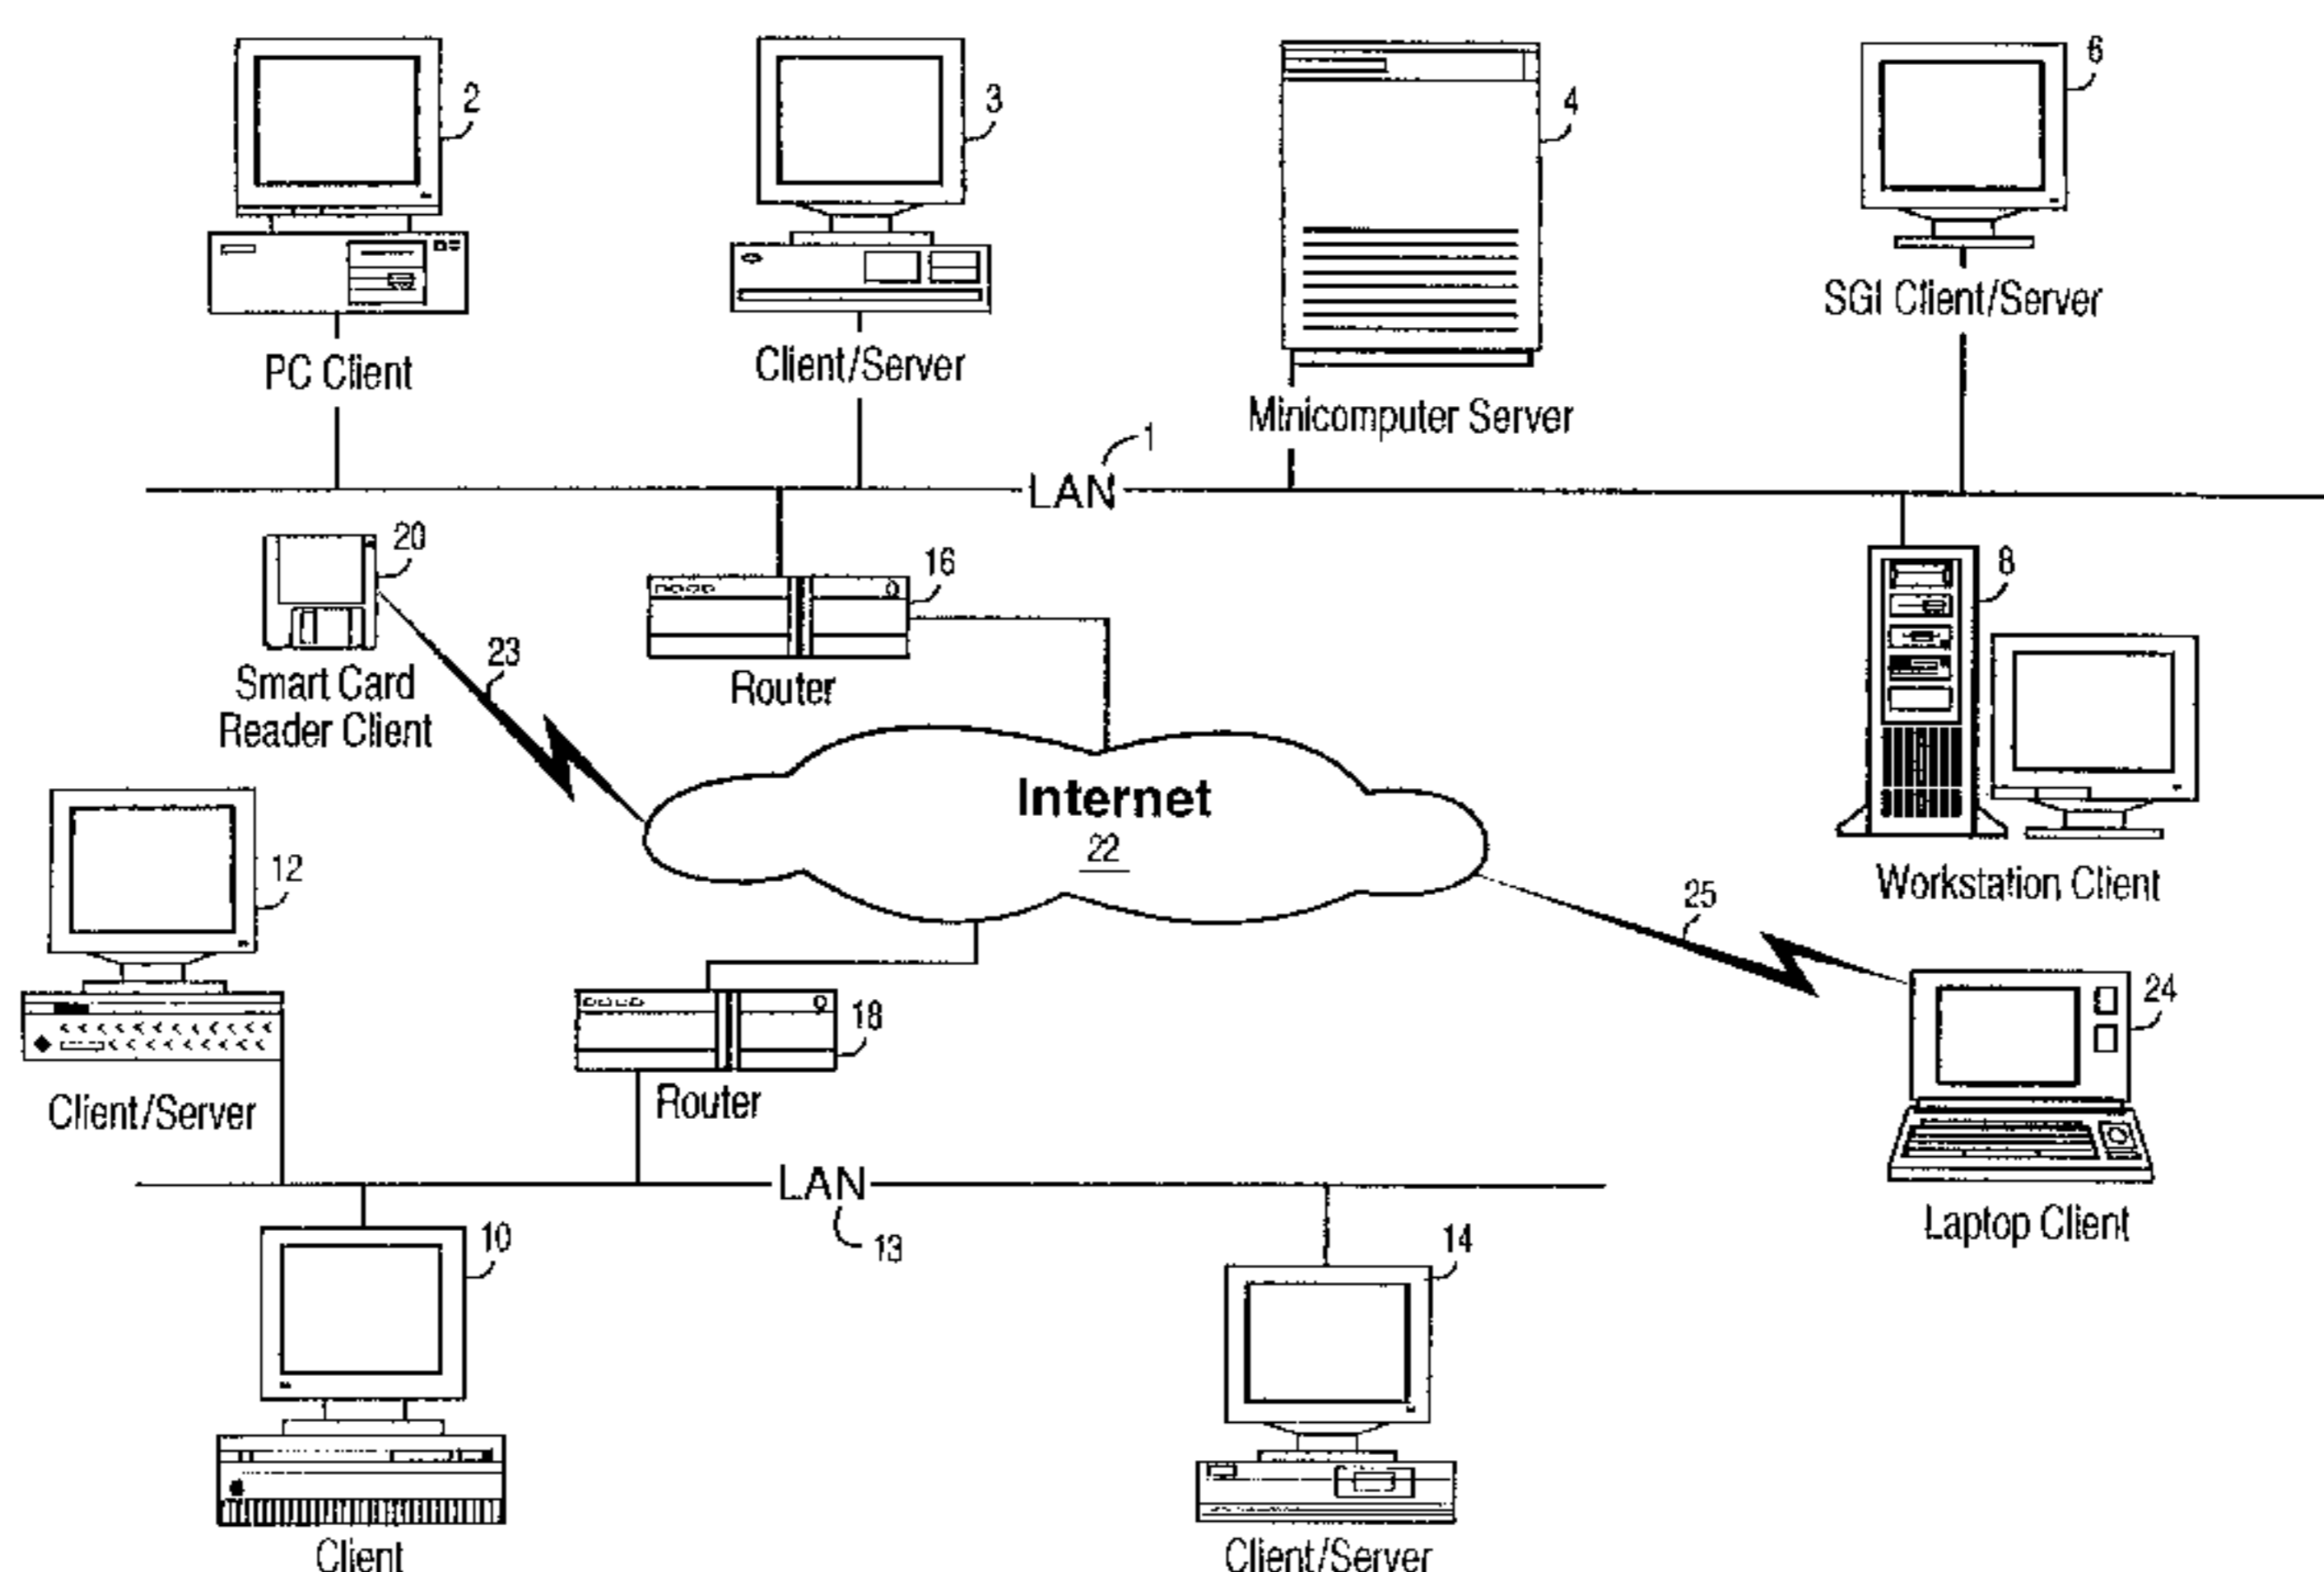 2
3
4
6
PC Client
Client/Server
Minicomputer Server
SGI Client/Server
1
LAN
20
16
8
Smart Card
Reader Client
23
Router
Internet
22
12
25
Workstation Client
Client/Server
18
Router
24
Laptop Client
LAN
13
10
14
Client
Client/Server